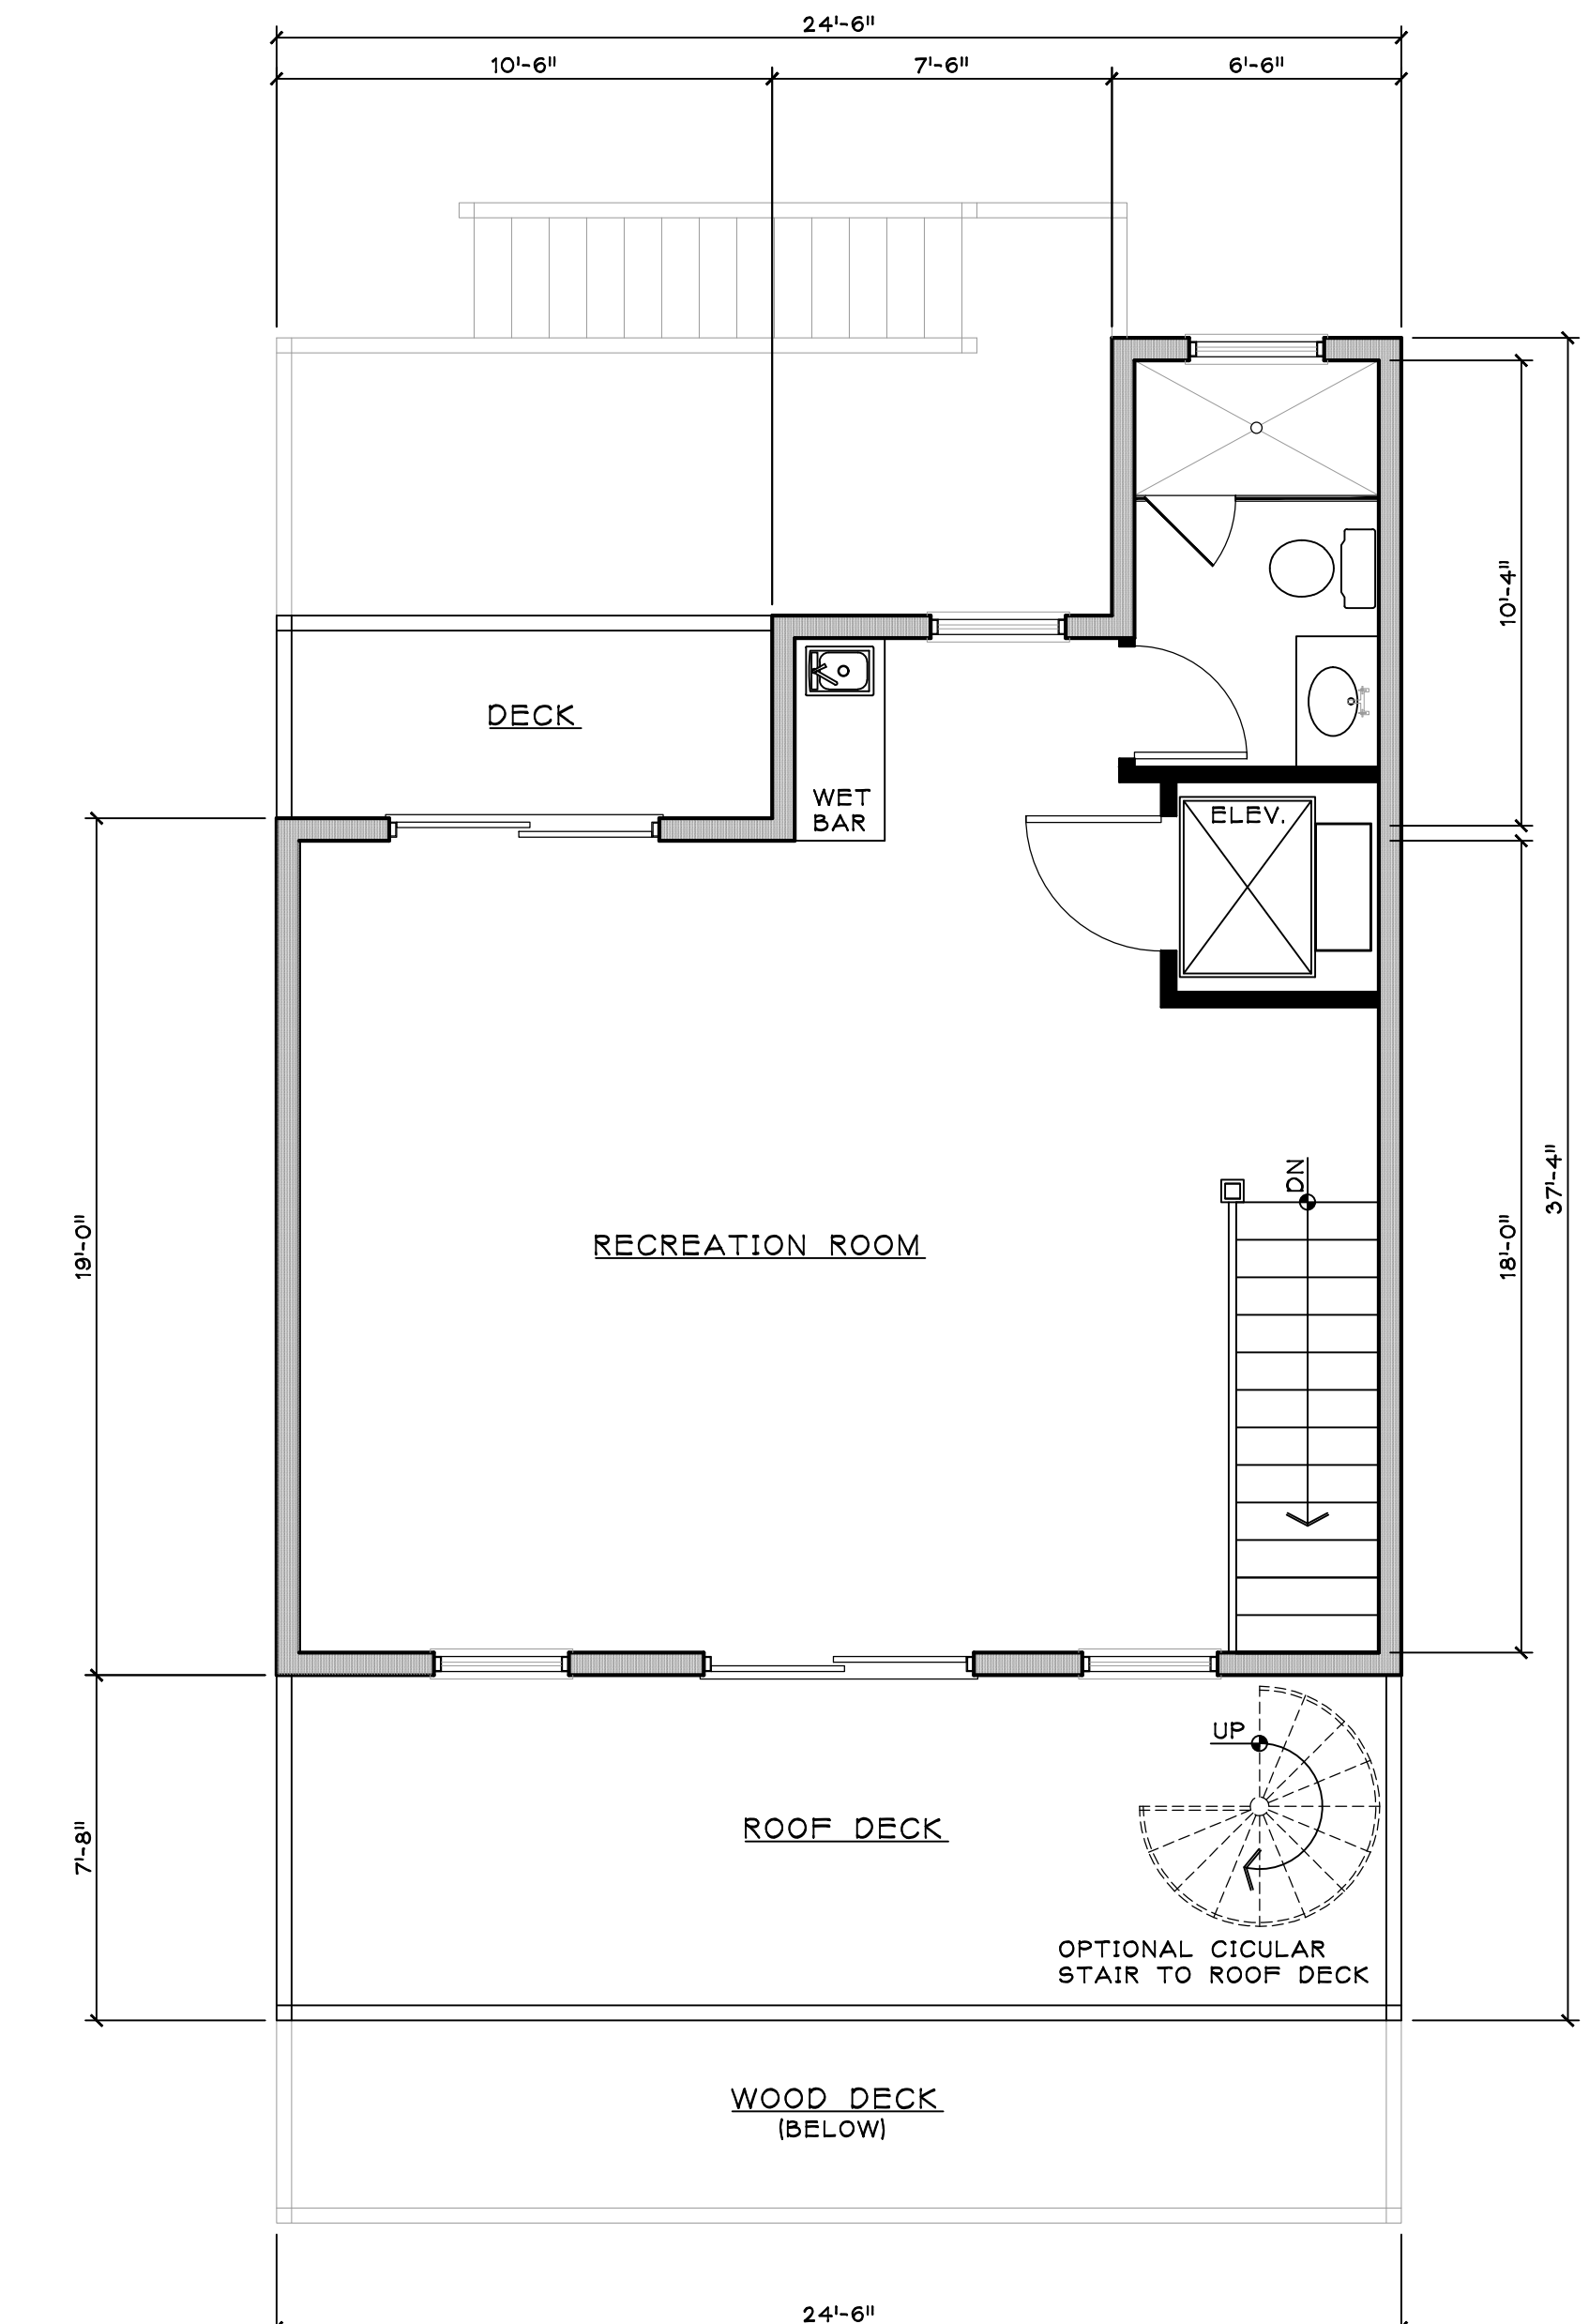 24'-6"
10'-6" 7'-6" 6'-6"
10'-4"
DECK
WET
BAR
ELEV.
DN
37'-4"
19'-0"
RECREATION ROOM
18'-0"
UP
7'-8"
ROOF DECK
OPTIONAL CICULAR
STAIR TO ROOF DECK
WOOD DECK
(BELOW)
24'-6"